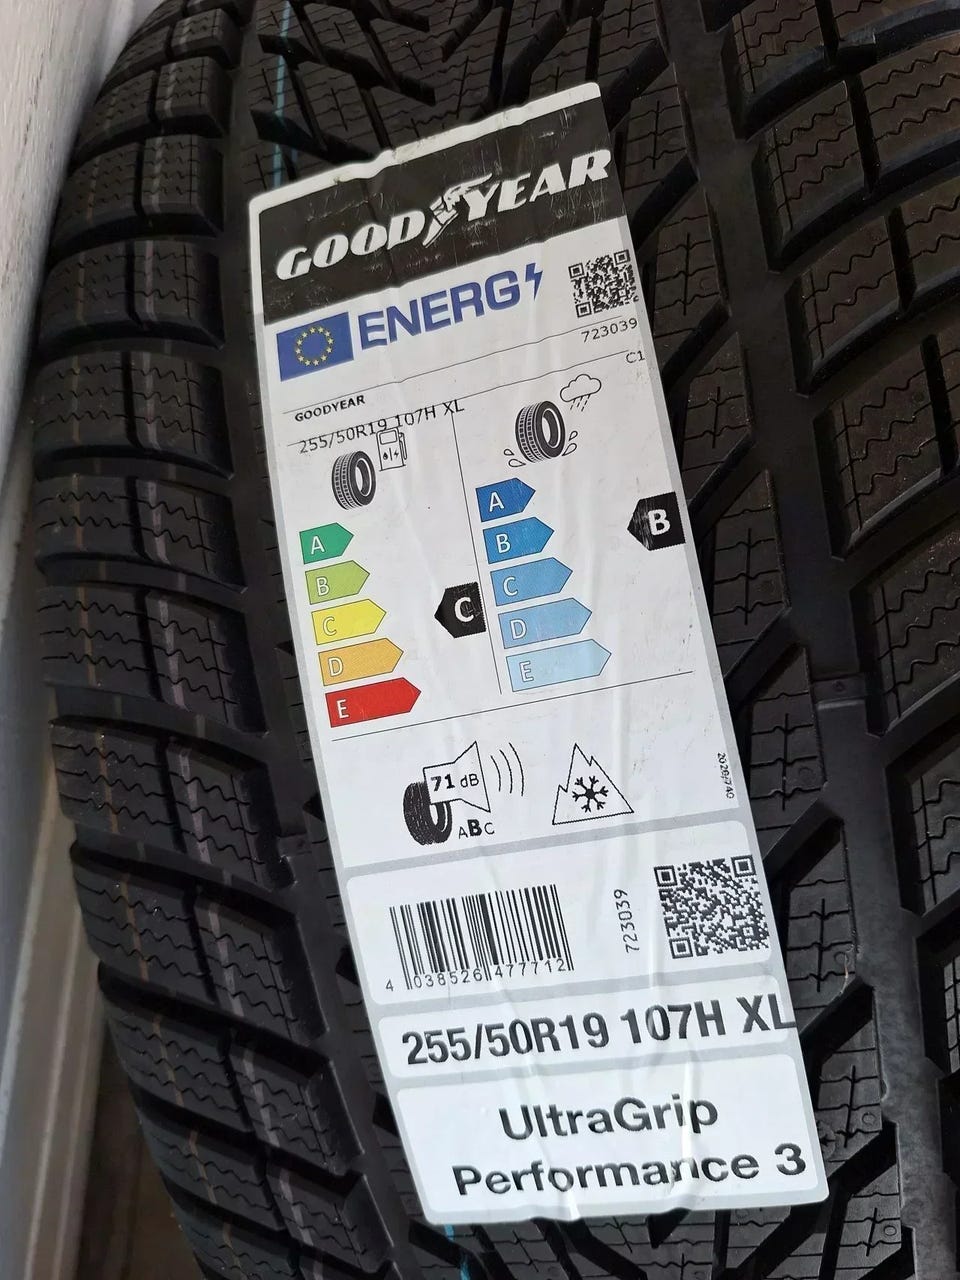 GOODYEAR
ENERG
723039
GOODYEAR
C1
255/50R19 107H XL
A
B
C
D
E
C
A
B
C
D
E
B
71 dB
ABC
2020/740
4 038526 477712
723039
255/50R19 107H XL
UltraGrip
Performance 3